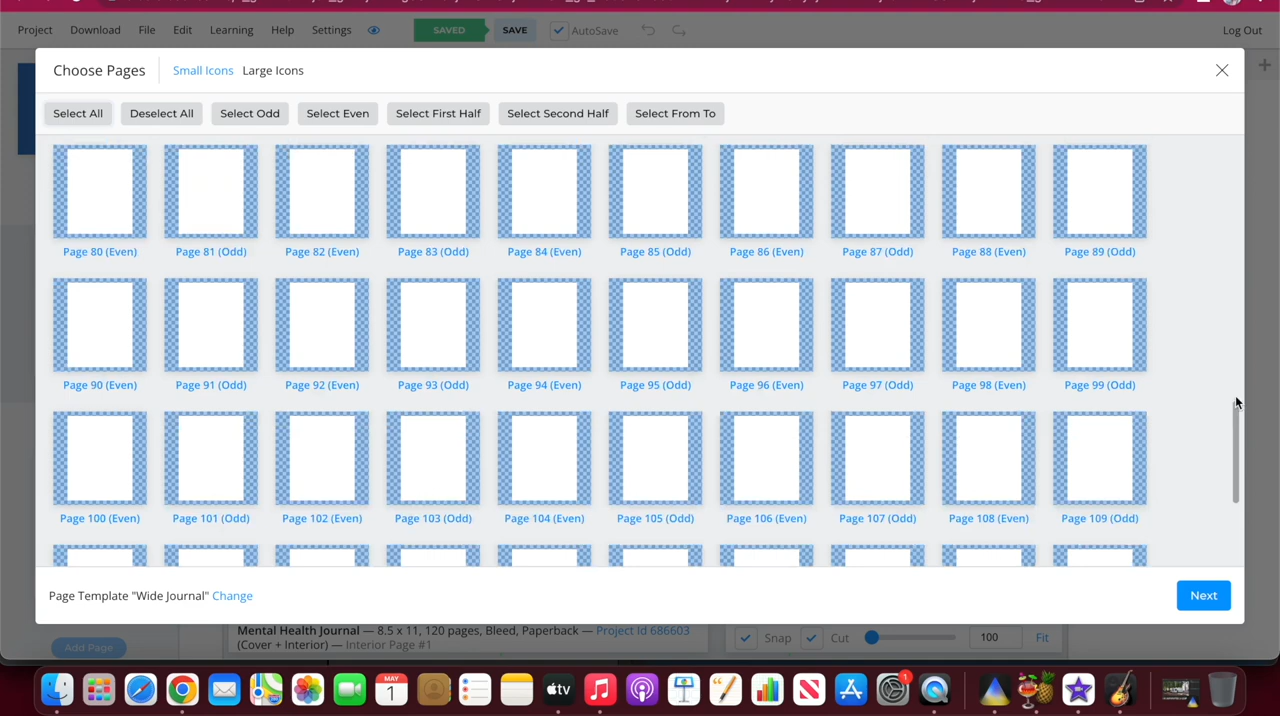 Project Download File Edit Learning Help Settings SAVED SAVE AutoSave Log Out
Choose Pages Small Icons Large Icons
Select All Deselect All Select Odd Select Even Select First Half Select Second Half Select From To
Page 80 (Even) Page 81 (Odd) Page 82 (Even) Page 83 (Odd) Page 84 (Even) Page 85 (Odd) Page 86 (Even) Page 87 (Odd) Page 88 (Even) Page 89 (Odd)
Page 90 (Even) Page 91 (Odd) Page 92 (Even) Page 93 (Odd) Page 94 (Even) Page 95 (Odd) Page 96 (Even) Page 97 (Odd) Page 98 (Even) Page 99 (Odd)
Page 100 (Even) Page 101 (Odd) Page 102 (Even) Page 103 (Odd) Page 104 (Even) Page 105 (Odd) Page 106 (Even) Page 107 (Odd) Page 108 (Even) Page 109 (Odd)
Page Template "Wide Journal" Change Next
Mental Health Journal — 8.5 x 11, 120 pages, Bleed, Paperback — Project Id 686603
(Cover + Interior) — Interior Page #1
Add Page
Snap Cut 100 Fit
MAY
1
tv
1